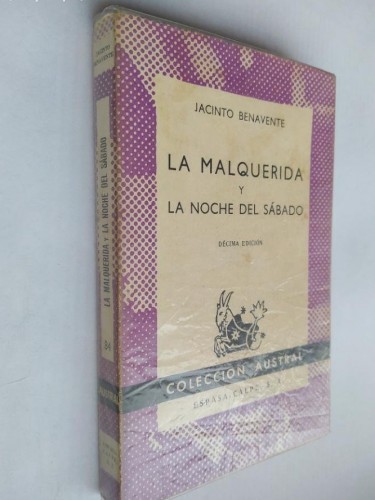 JACINTO BENAVENTE
LA MALQUERIDA
Y
LA NOCHE DEL SÁBADO
DÉCIMA EDICIÓN
COLECCIÓN AUSTRAL
ESPASA-CALPE S. A.
LA MALQUERIDA Y LA NOCHE DEL SÁBADO
84